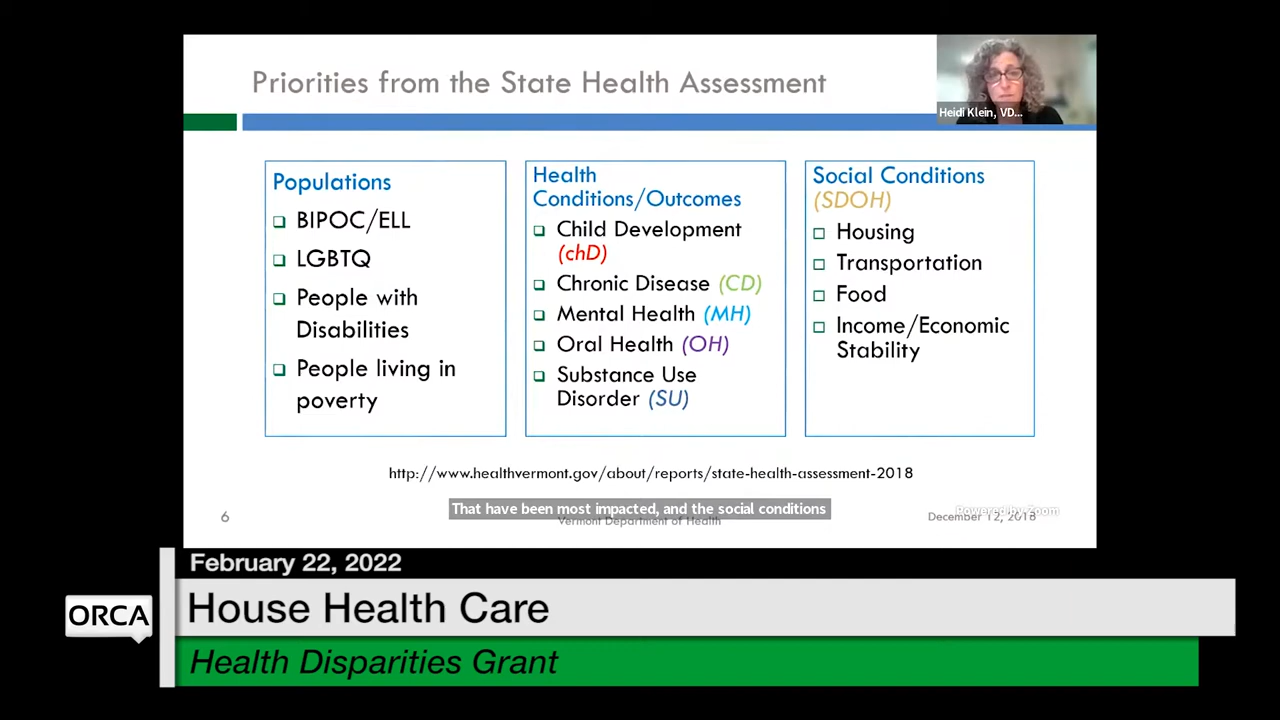 Priorities from the State Health Assessment
Heidi Klein, VD...
Populations
❑ BIPOC/ELL
❑ LGBTQ
❑ People with
Disabilities
❑ People living in
poverty
Health
Conditions/Outcomes
❑ Child Development
(chD)
❑ Chronic Disease (CD)
❑ Mental Health (MH)
❑ Oral Health (OH)
❑ Substance Use
Disorder (SU)
Social Conditions
(SDOH)
□ Housing
□ Transportation
□ Food
□ Income/Economic
Stability
http://www.healthvermont.gov/about/reports/state-health-assessment-2018
That have been most impacted, and the social conditions
6
Vermont Department of Health
December 12, 2018
Powered by Zoom
February 22, 2022
ORCA
House Health Care
Health Disparities Grant